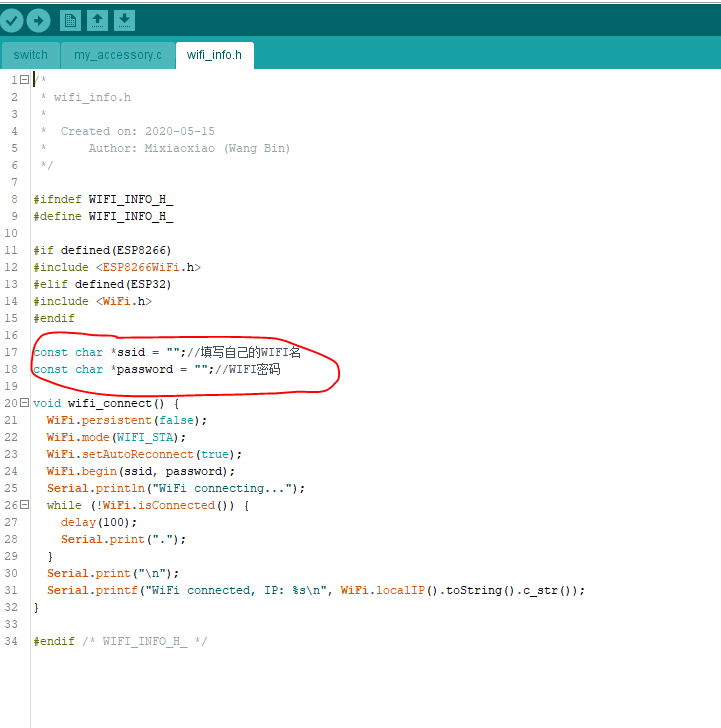 switch my_accessory.c wifi_info.h
1 /*
2  * wifi_info.h
3  *
4  *  Created on: 2020-05-15
5  *      Author: Mixiaoxiao (Wang Bin)
6  */
7
8 #ifndef WIFI_INFO_H_
9 #define WIFI_INFO_H_
10
11 #if defined(ESP8266)
12 #include <ESP8266WiFi.h>
13 #elif defined(ESP32)
14 #include <WiFi.h>
15 #endif
16
17 const char *ssid = "";//填写自己的WIFI名
18 const char *password = "";//WIFI密码
19
20 void wifi_connect() {
21   WiFi.persistent(false);
22   WiFi.mode(WIFI_STA);
23   WiFi.setAutoReconnect(true);
24   WiFi.begin(ssid, password);
25   Serial.println("WiFi connecting...");
26   while (!WiFi.isConnected()) {
27     delay(100);
28     Serial.print(".");
29   }
30   Serial.print("\n");
31   Serial.printf("WiFi connected, IP: %s\n", WiFi.localIP().toString().c_str());
32 }
33
34 #endif /* WIFI_INFO_H_ */